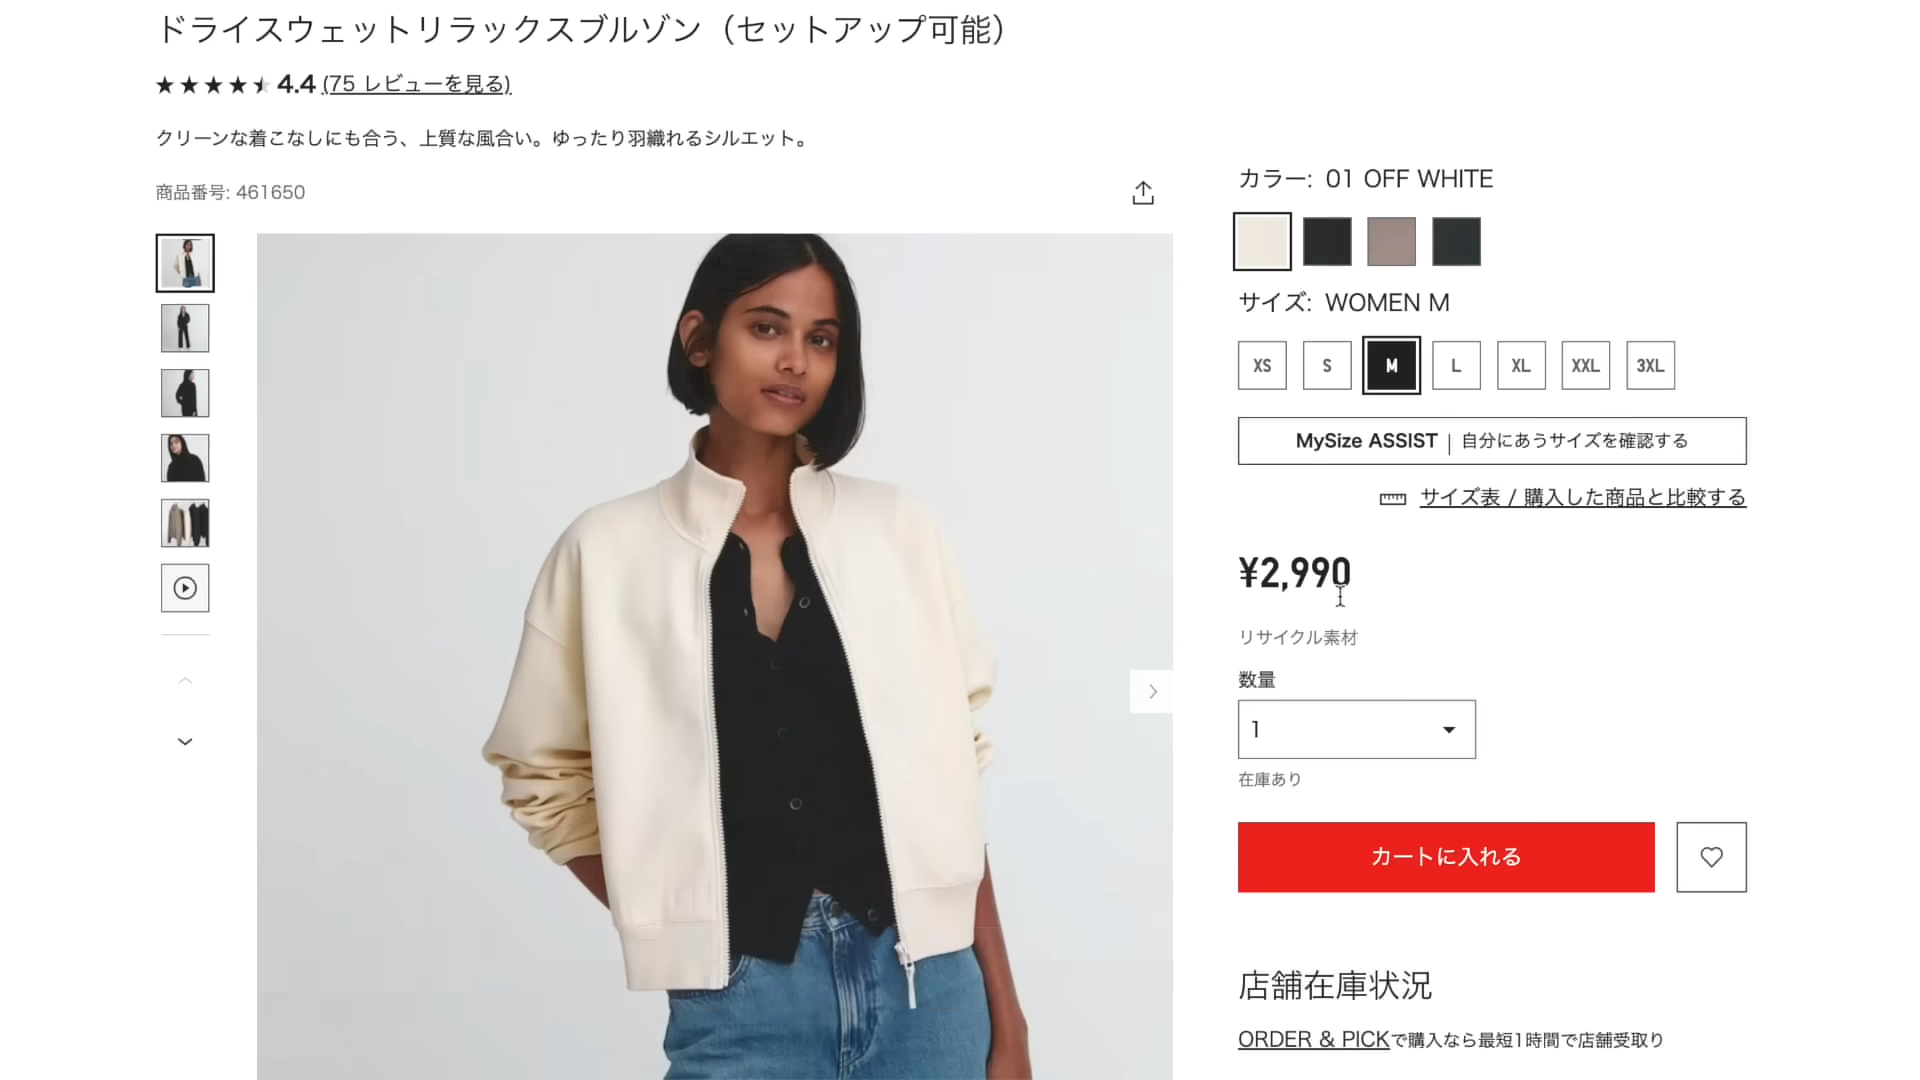 ドライスウェットリラックスブルゾン（セットアップ可能）
4.4 (75 レビューを見る)
クリーンな着こなしにも合う、上質な風合い。ゆったり羽織れるシルエット。
商品番号: 461650
カラー: 01 OFF WHITE
サイズ: WOMEN M
XS S M L XL XXL 3XL
MySize ASSIST | 自分にあうサイズを確認する
サイズ表 / 購入した商品と比較する
¥2,990
リサイクル素材
数量
1
在庫あり
カートに入れる
店舗在庫状況
ORDER & PICKで購入なら最短1時間で店舗受取り